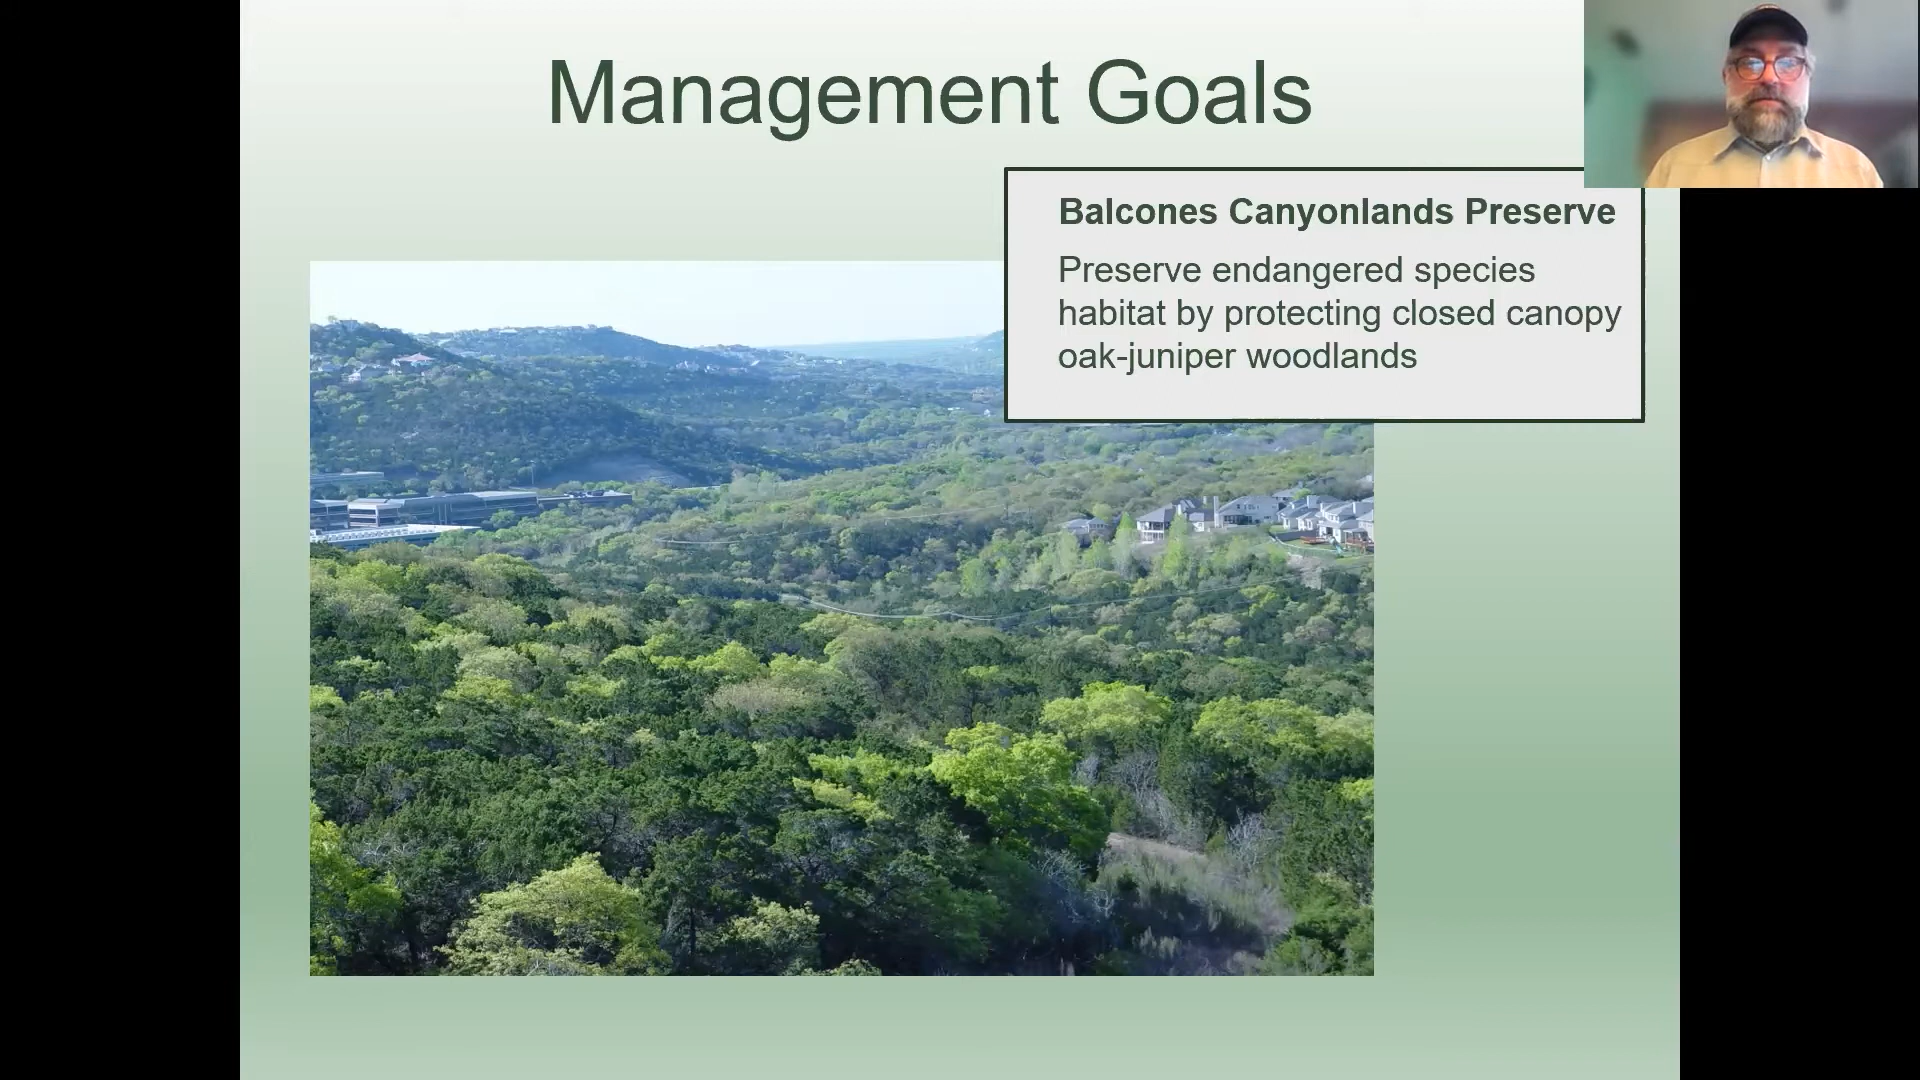 Management Goals
Balcones Canyonlands Preserve
Preserve endangered species
habitat by protecting closed canopy
oak-juniper woodlands